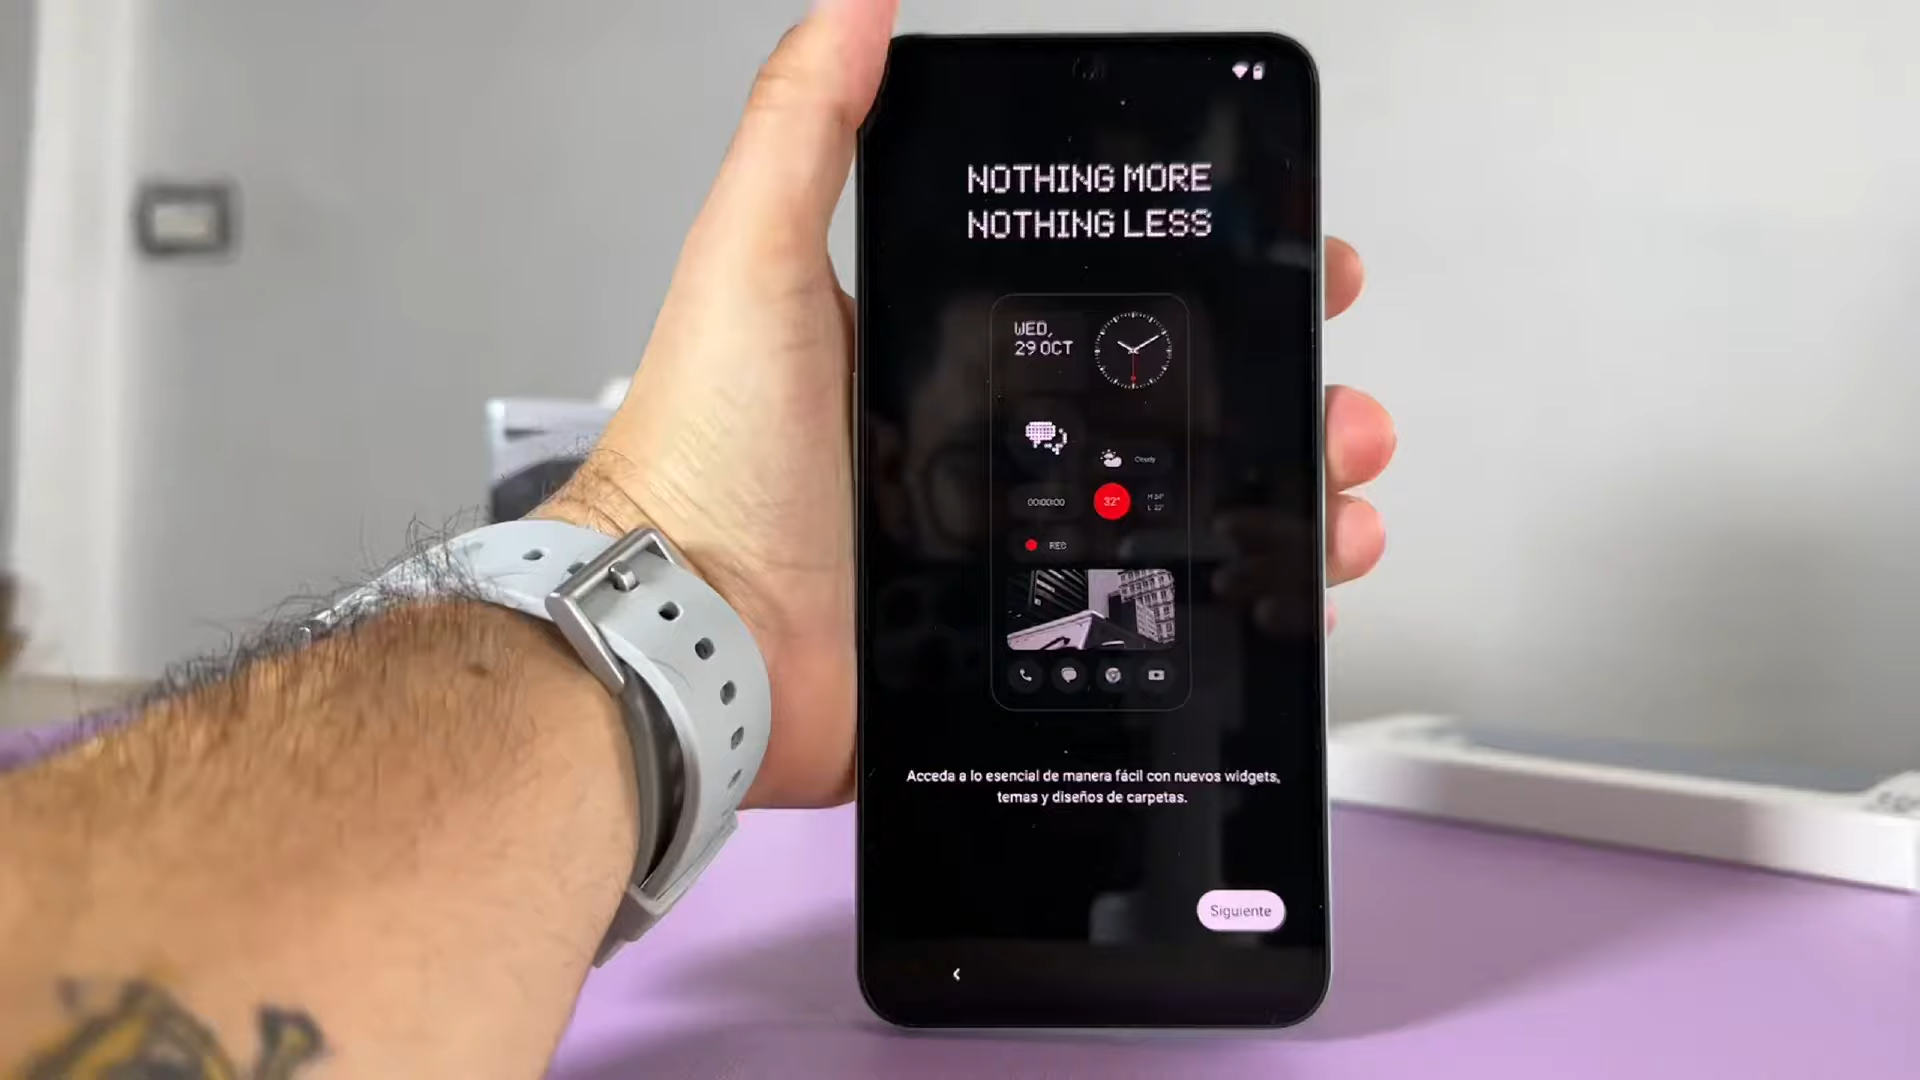 NOTHING MORE
NOTHING LESS
WED,
29 OCT
Cloudy
00:00:00
32°
REC
Acceda a lo esencial de manera fácil con nuevos widgets,
temas y diseños de carpetas.
Siguiente